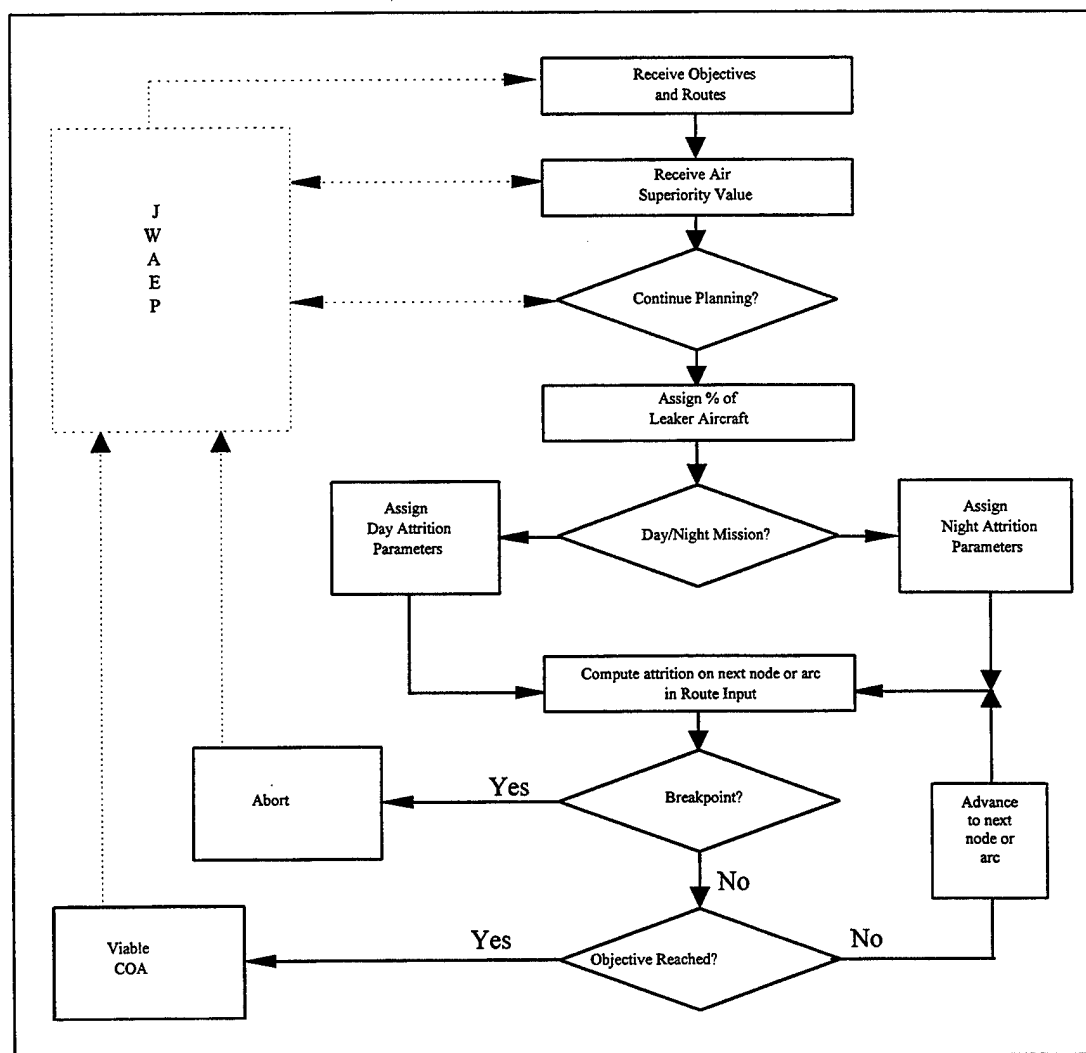 Receive Objectives
and Routes
Receive Air
Superiority Value
J
W
A
E
P
Continue Planning?
Assign % of
Leaker Aircraft
Assign
Day Attrition
Parameters
Day/Night Mission?
Assign
Night Attrition
Parameters
Compute attrition on next node or arc
in Route Input
Abort
Yes
Breakpoint?
Advance
to next
node or
arc
No
Viable
COA
Yes
Objective Reached?
No